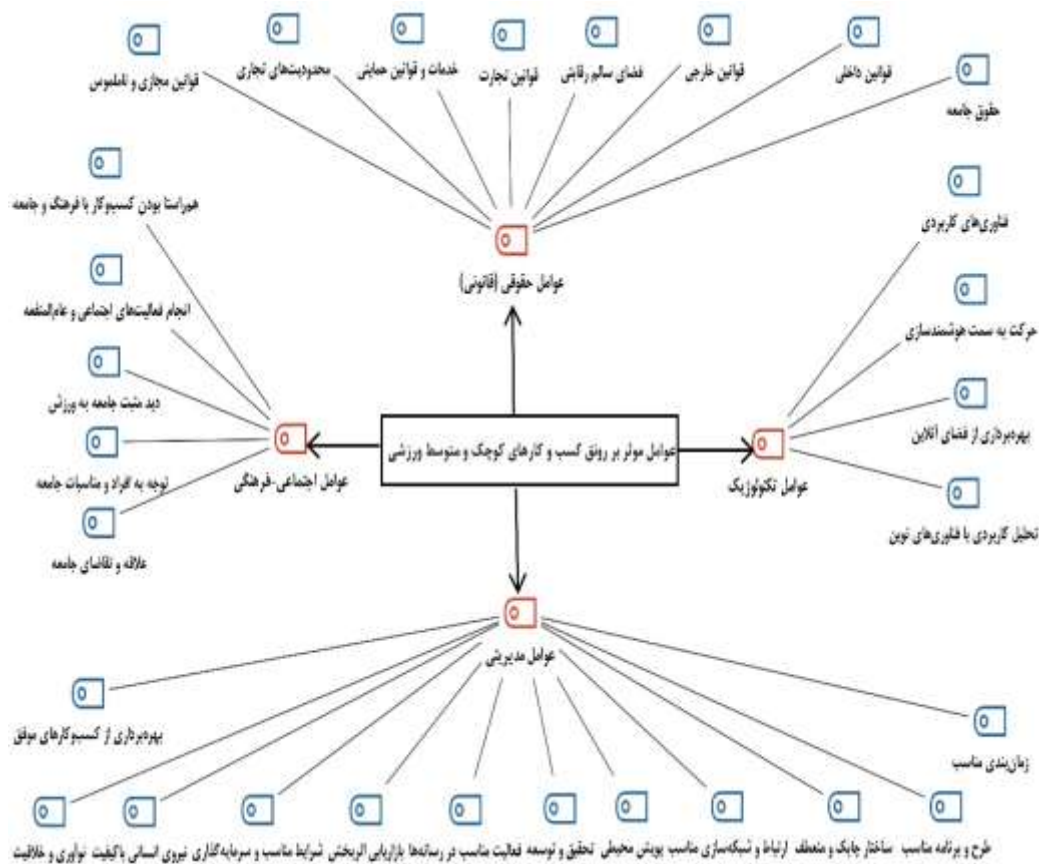 قوانین داخلی
قوانین خارجی
فضای سالم رقابتی
قوانین تجارت
خدمات و قوانین حمایتی
محدودیت‌های تجاری
قوانین مجازی و ناملموس
حقوق جامعه
عوامل حقوقی (قانونی)
فناوری‌های کاربردی
حرکت به سمت هوشمندسازی
بهره‌برداری از فضای آنلاین
تحلیل کاربردی با فناوری‌های نوین
عوامل تکنولوژیک
عوامل موثر بر رونق کسب و کارهای کوچک و متوسط ورزشی
هم‌راستا بودن کسب‌وکار با فرهنگ و جامعه
انجام فعالیت‌های اجتماعی و عام‌المنفعه
دید مثبت جامعه به ورزش
توجه به افراد و مناسبات جامعه
علاقه و تقاضای جامعه
عوامل اجتماعی-فرهنگی
عوامل مدیریتی
بهره‌برداری از کسب‌وکارهای موفق
زمان‌بندی مناسب
طرح و برنامه مناسب
ساختار چابک و منعطف
ارتباط و شبکه‌سازی مناسب
پویش محیطی
تحقیق و توسعه
فعالیت مناسب در رسانه‌ها
بازاریابی اثربخش
شرایط مناسب و سرمایه‌گذاری
نیروی انسانی باکیفیت
نوآوری و خلاقیت